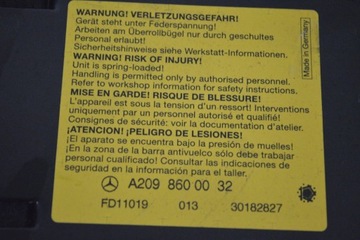 WARNUNG! VERLETZUNGSGEFAHR!
Gerät steht unter Federspannung!
Arbeiten am Überrollbügel nur durch geschultes
Personal erlaubt!
Sicherheitshinweise siehe Werkstatt-Informationen.
WARNING! RISK OF INJURY!
Unit is spring-loaded!
Handling is permitted only by authorised personnel.
Refer to workshop information for safety instructions.
MISE EN GARDE! RISQUE DE BLESSURE!
L'appareil est sous la tension d'un ressort! Interventions
uniquement par un personnel autorisé et qualifié!
Consignes de sécurité: voir la documentation d'atelier.
¡ATENCION! ¡PELIGRO DE LESIONES!
¡El aparato se encuentra bajo la presión de muelles!
¡En la zona de la barra antivuelco sólo debe trabajar
personal cualificado! Consultar las indicaciones de
seguridad en la información para el taller.
A209 860 00 32
FD11019 013 30182827
Made in Germany